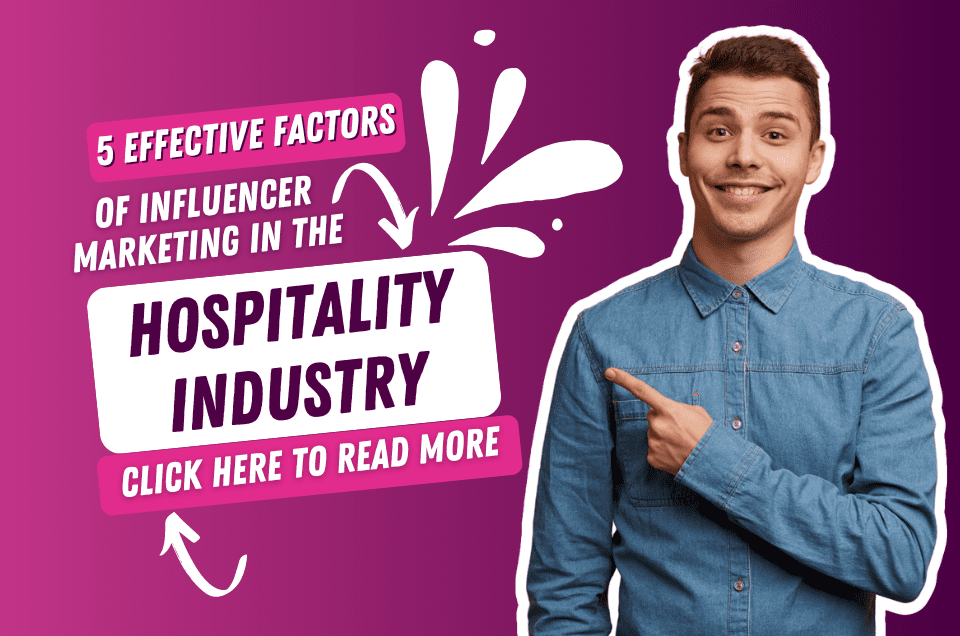 5 EFFECTIVE FACTORS
OF INFLUENCER
MARKETING IN THE
HOSPITALITY
INDUSTRY
CLICK HERE TO READ MORE